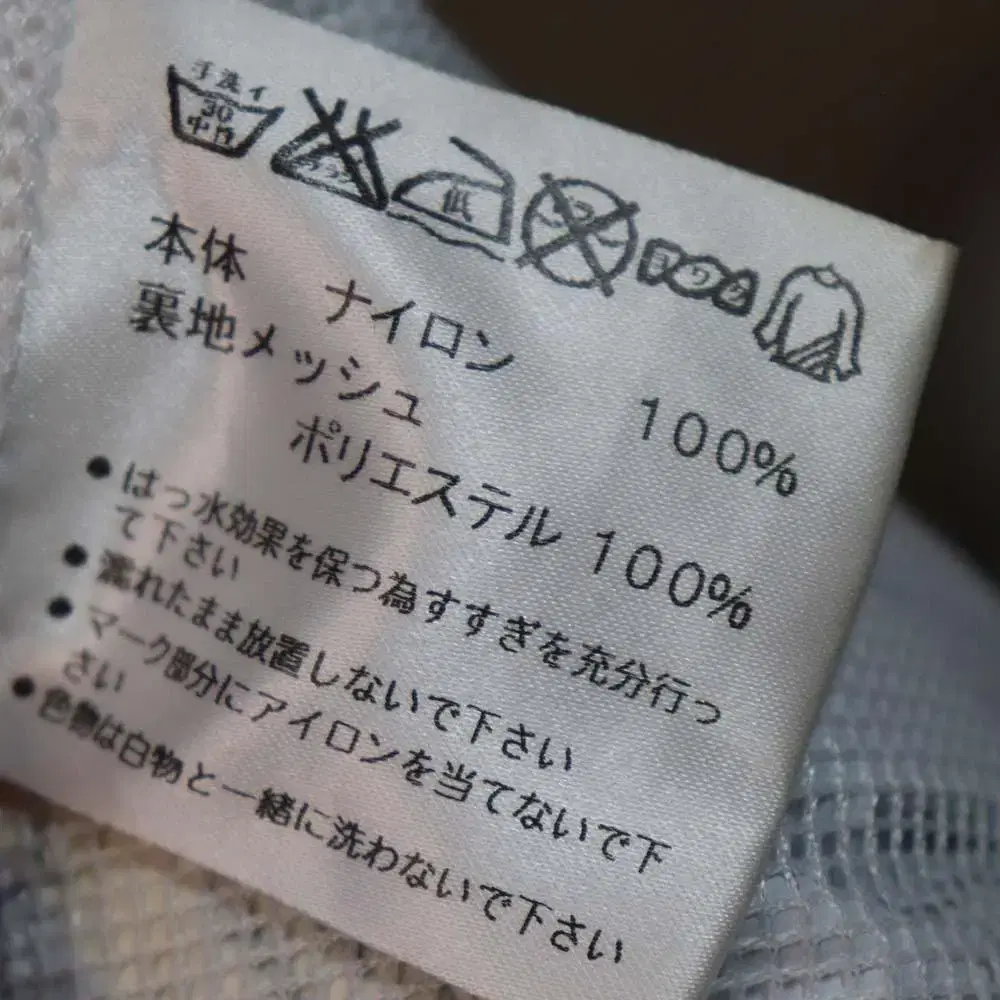 手洗イ
30
中性
低
ヨワク
本体 ナイロン 100%
裏地メッシュ
ポリエステル 100%
●はっ水効果を保つ為すすぎを充分行っ
て下さい
●濡れたまま放置しないで下さい
●マーク部分にアイロンを当てないで下
さい
●色物は白物と一緒に洗わないで下さい